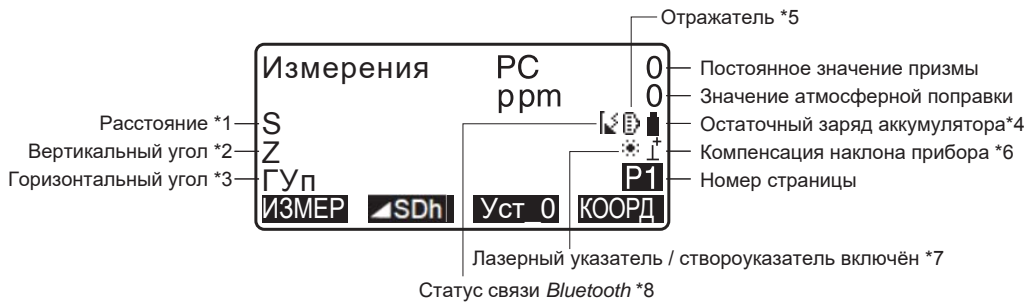 Отражатель *5
Измерения PC 0 Постоянное значение призмы
ppm 0 Значение атмосферной поправки
Расстояние *1 S Остаточный заряд аккумулятора*4
Вертикальный угол *2 Z Компенсация наклона прибора *6
Горизонтальный угол *3 ГУп P1 Номер страницы
ИЗМЕР ◢SDh Уст_0 КООРД
Лазерный указатель / створоуказатель включён *7
Статус связи Bluetooth *8